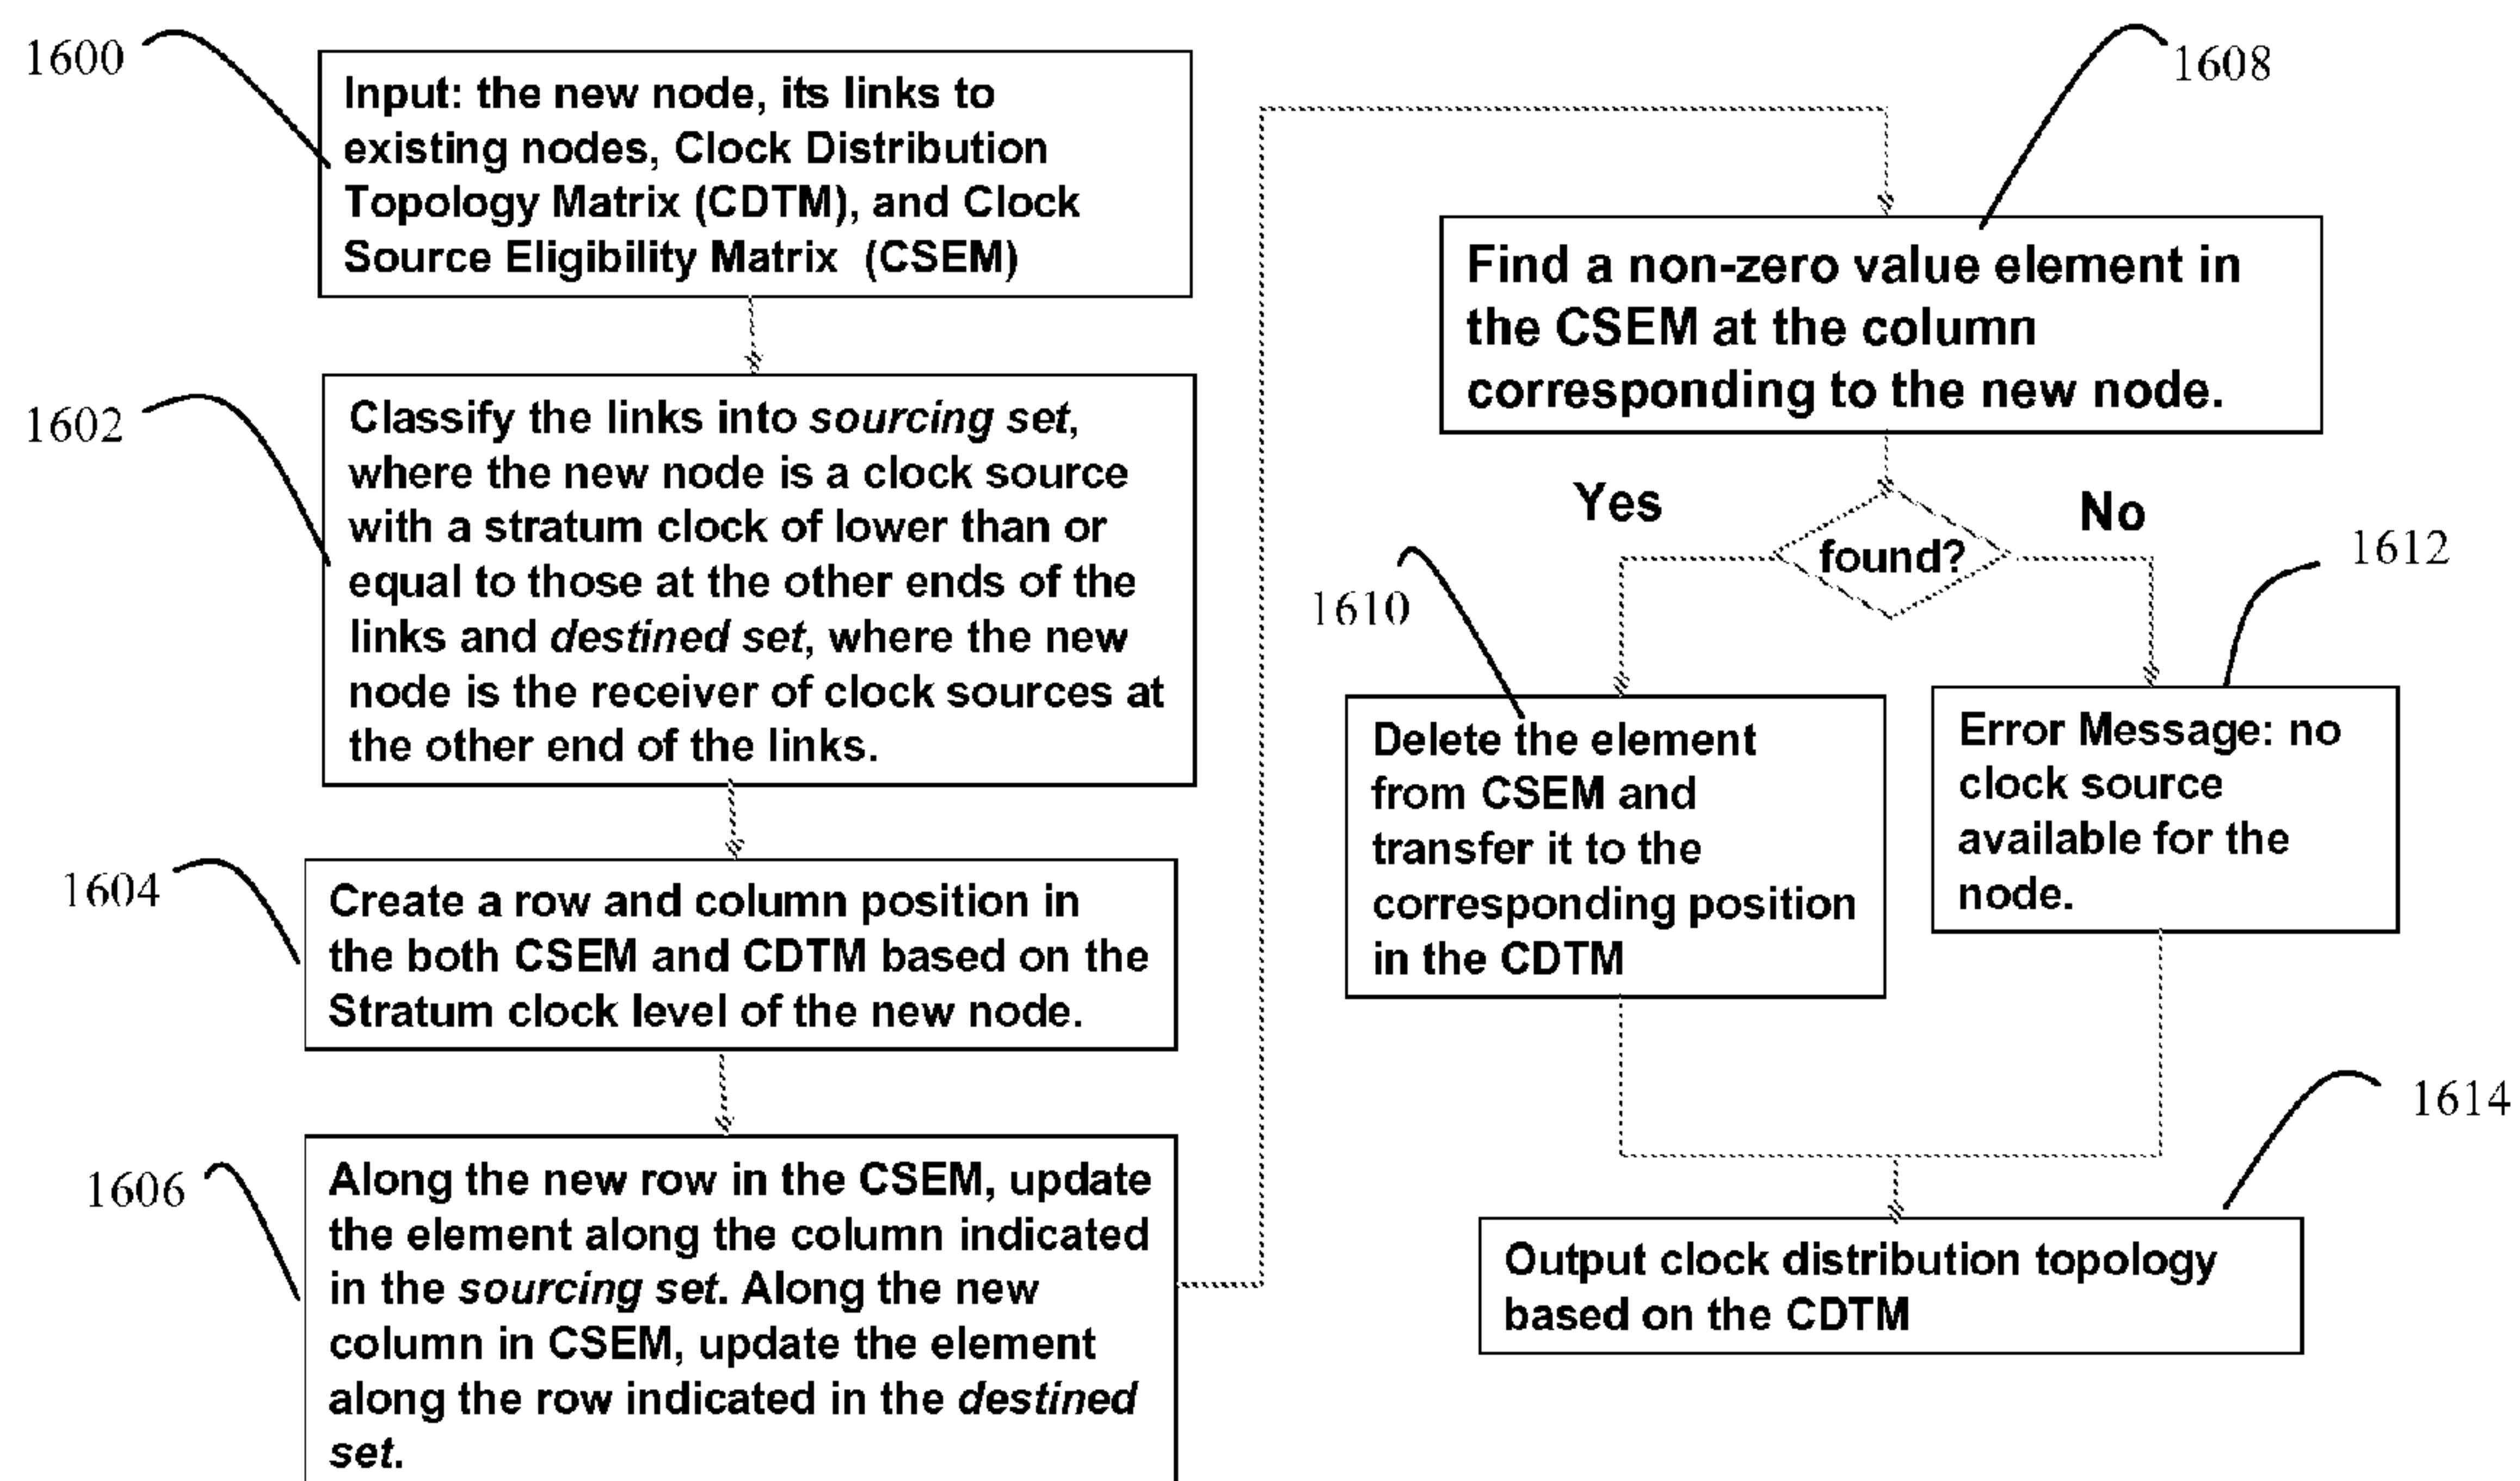 1600
Input: the new node, its links to
existing nodes, Clock Distribution
Topology Matrix (CDTM), and Clock
Source Eligibility Matrix (CSEM)
1602
Classify the links into sourcing set,
where the new node is a clock source
with a stratum clock of lower than or
equal to those at the other ends of the
links and destined set, where the new
node is the receiver of clock sources at
the other end of the links.
1604
Create a row and column position in
the both CSEM and CDTM based on the
Stratum clock level of the new node.
1606
Along the new row in the CSEM, update
the element along the column indicated
in the sourcing set. Along the new
column in CSEM, update the element
along the row indicated in the destined
set.
1608
Find a non-zero value element in
the CSEM at the column
corresponding to the new node.
Yes
No
found?
1610
Delete the element
from CSEM and
transfer it to the
corresponding position
in the CDTM
1612
Error Message: no
clock source
available for the
node.
1614
Output clock distribution topology
based on the CDTM